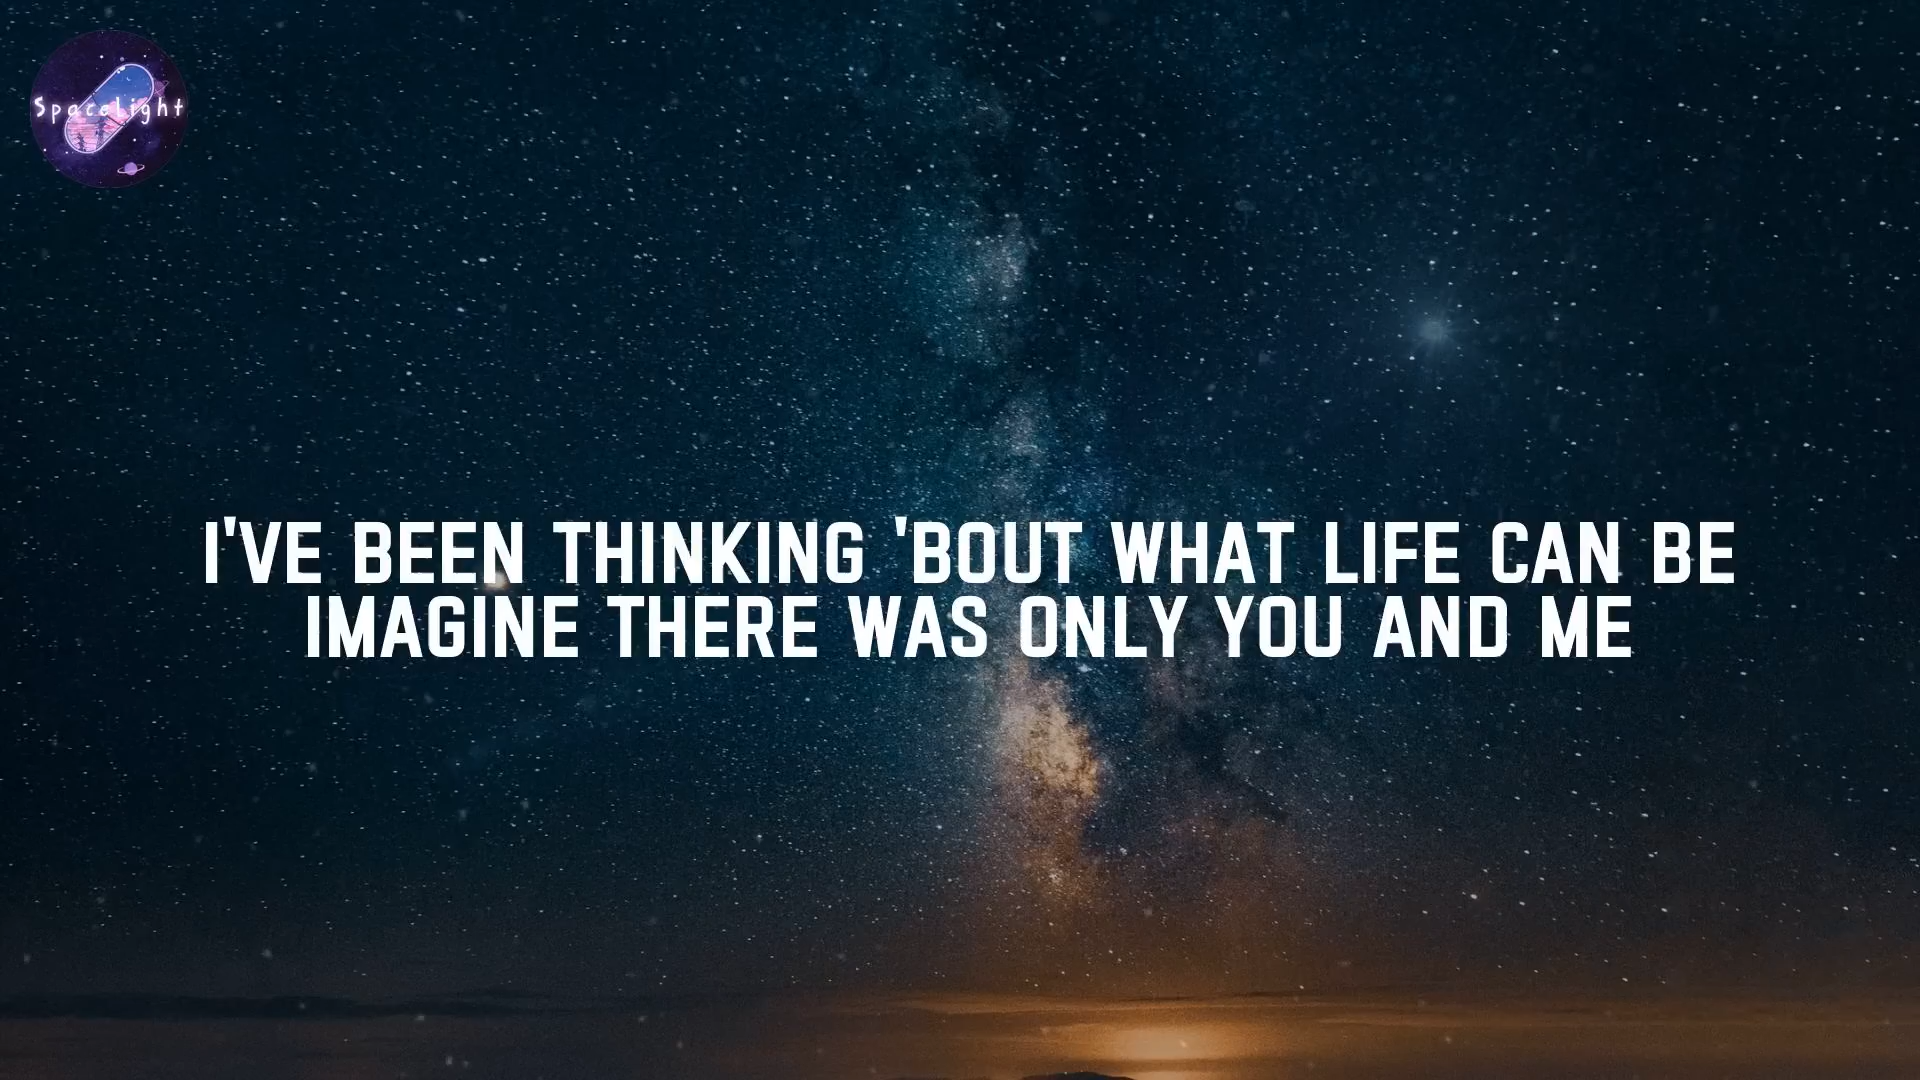 SpaceLight
I'VE BEEN THINKING 'BOUT WHAT LIFE CAN BE
IMAGINE THERE WAS ONLY YOU AND ME